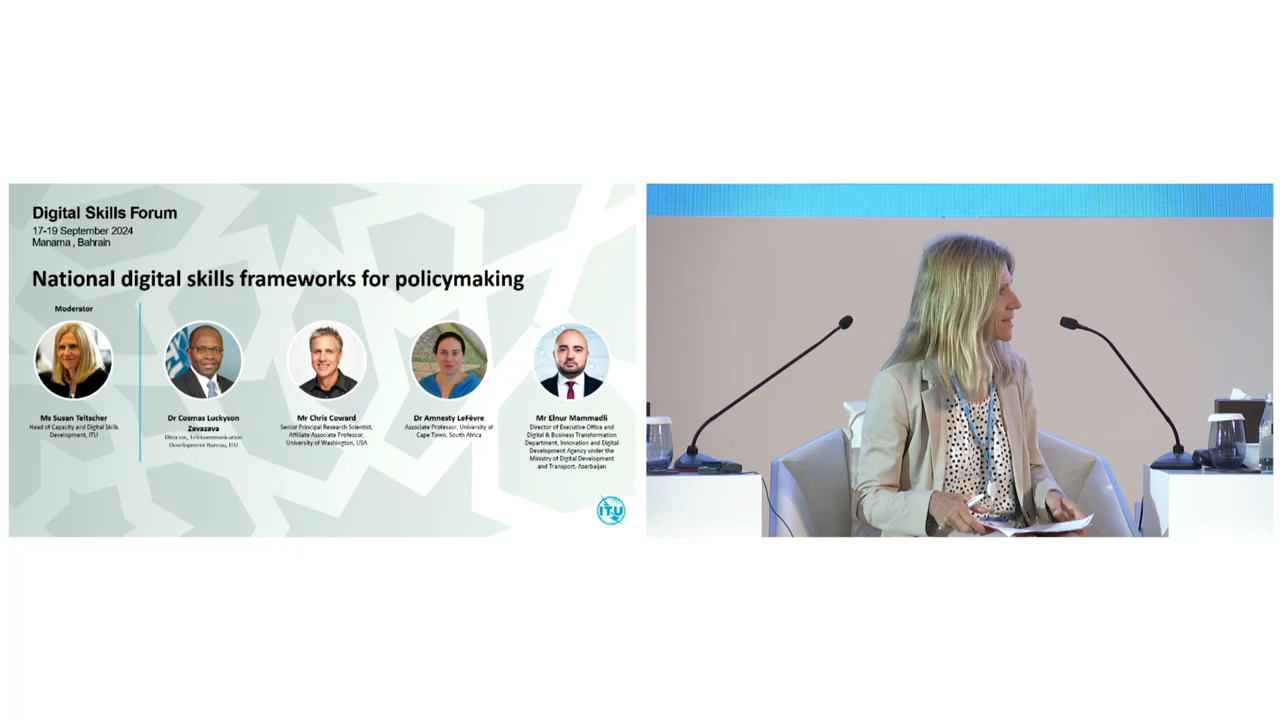 Digital Skills Forum
17-19 September 2024
Manama , Bahrain
National digital skills frameworks for policymaking
Moderator
Ms Susan Teltscher
Head of Capacity and Digital Skills
Development, ITU
Dr Cosmas Luckyson
Zavazava
Director, Telecommunication
Development Bureau, ITU
Mr Chris Coward
Senior Principal Research Scientist.
Affiliate Associate Professor,
University of Washington, USA
Dr Amnesty LeFèvre
Associate Professor, University of
Cape Town, South Africa
Mr Elnur Mammadli
Director of Executive Office and
Digital & Business Transformation
Department, Innovation and Digital
Development Agency under the
Ministry of Digital Development
and Transport, Azerbaijan
ITU